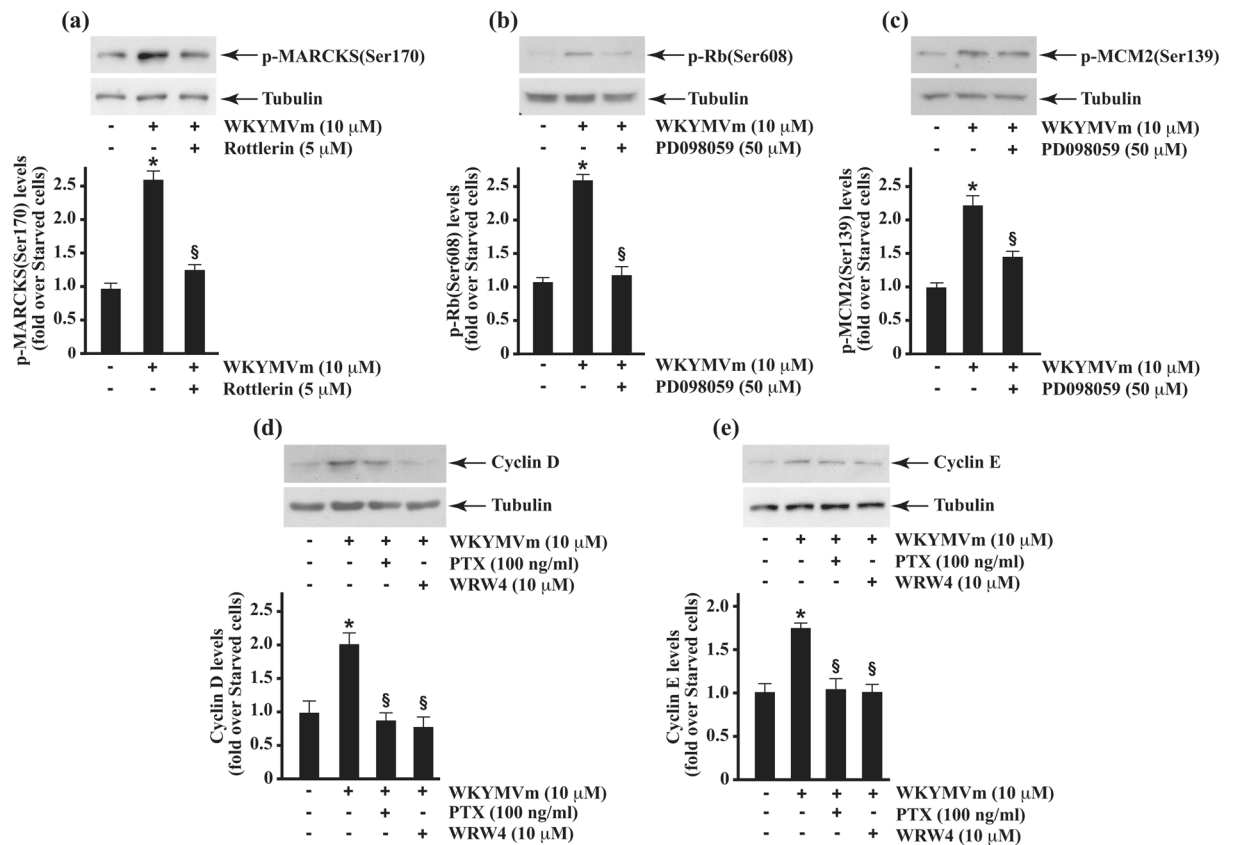 (a)
p-MARCKS(Ser170)
Tubulin
- + + WKYMVm (10 μM)
- - + Rottlerin (5 μM)
p-MARCKS(Ser170) levels
(fold over Starved cells)
2.5
2.0
1.5
1.0
0.5
0
*
§
- + + WKYMVm (10 μM)
- - + Rottlerin (5 μM)
(b)
p-Rb(Ser608)
Tubulin
- + + WKYMVm (10 μM)
- - + PD098059 (50 μM)
p-Rb(Ser608) levels
(fold over Starved cells)
2.5
2.0
1.5
1.0
0.5
0
*
§
- + + WKYMVm (10 μM)
- - + PD098059 (50 μM)
(c)
p-MCM2(Ser139)
Tubulin
- + + WKYMVm (10 μM)
- - + PD098059 (50 μM)
p-MCM2(Ser139) levels
(fold over Starved cells)
2.5
2.0
1.5
1.0
0.5
0
*
§
- + + WKYMVm (10 μM)
- - + PD098059 (50 μM)
(d)
Cyclin D
Tubulin
- + + + WKYMVm (10 μM)
- - + - PTX (100 ng/ml)
- - - + WRW4 (10 μM)
Cyclin D levels
(fold over Starved cells)
2.5
2.0
1.5
1.0
0.5
0
*
§
§
- + + + WKYMVm (10 μM)
- - + - PTX (100 ng/ml)
- - - + WRW4 (10 μM)
(e)
Cyclin E
Tubulin
- + + + WKYMVm (10 μM)
- - + - PTX (100 ng/ml)
- - - + WRW4 (10 μM)
Cyclin E levels
(fold over Starved cells)
2.0
1.5
1.0
0.5
0
*
§
§
- + + + WKYMVm (10 μM)
- - + - PTX (100 ng/ml)
- - - + WRW4 (10 μM)